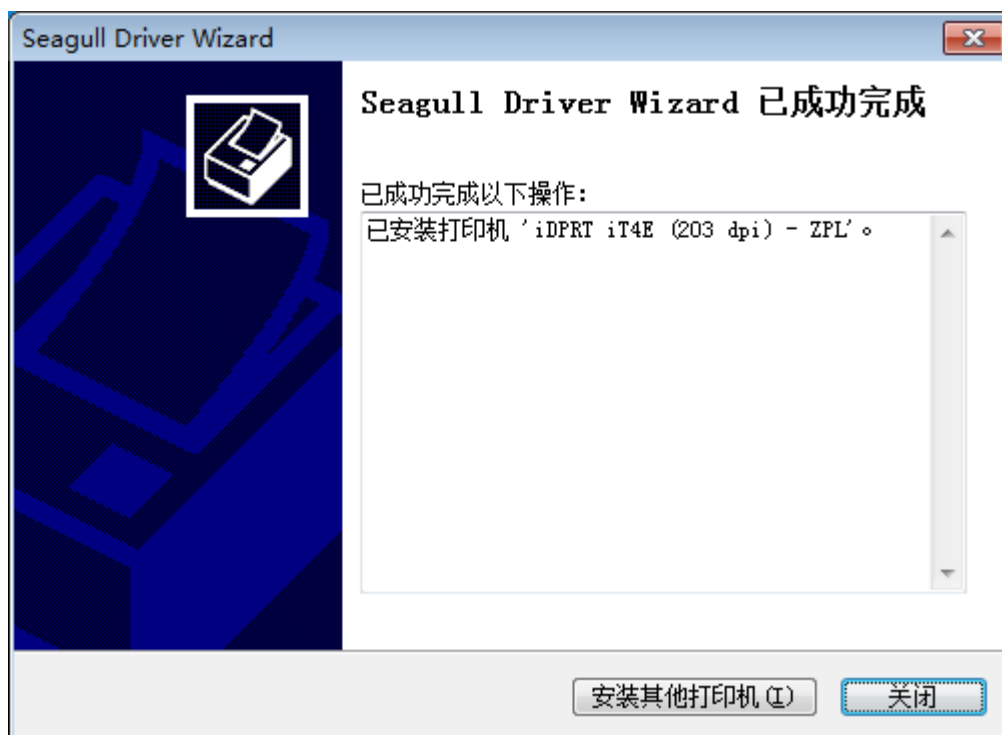 Seagull Driver Wizard
Seagull Driver Wizard 已成功完成
已成功完成以下操作：
已安装打印机 'iDPRT iT4E (203 dpi) - ZPL'。
安装其他打印机(I)
关闭